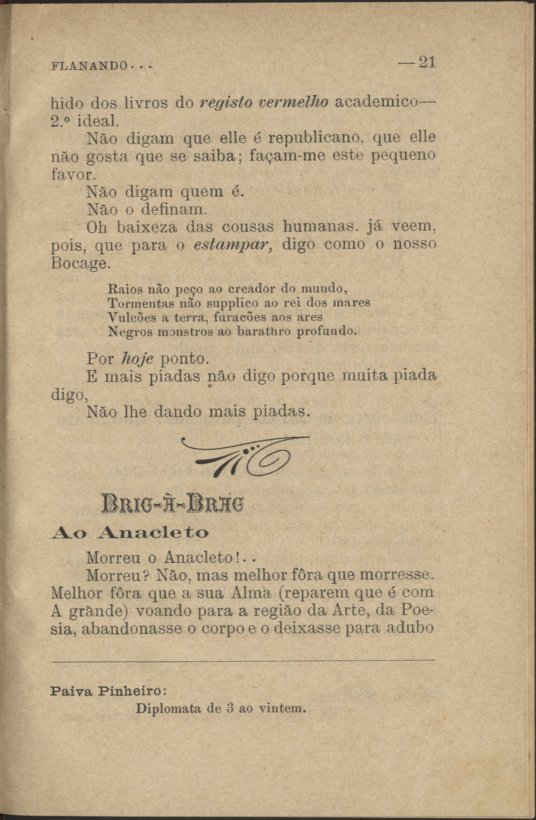 FLANANDO... —21
hido dos livros do registo vermelho academico—
2.º ideal.
Não digam que elle é republicano, que elle
não gosta que se saiba; façam-me este pequeno
favor.
Não digam quem é.
Não o definam.
Oh baixeza das cousas humanas. já veem,
pois, que para o estampar, digo como o nosso
Bocage.
Raios não peço ao creador do mundo,
Tormentas não supplico ao rei dos mares
Vulcões a terra, furacões aos ares
Negros monstros ao barathro profundo.
Por hoje ponto.
E mais piadas não digo porque muita piada
digo,
Não lhe dando mais piadas.
BRIC-À-BRAC
Ao Anacleto
Morreu o Anacleto!..
Morreu? Não, mas melhor fôra que morresse.
Melhor fôra que a sua Alma (reparem que é com
A grande) voando para a região da Arte, da Poe-
sia, abandonasse o corpo e o deixasse para adubo
Paiva Pinheiro:
Diplomata de 3 ao vintem.